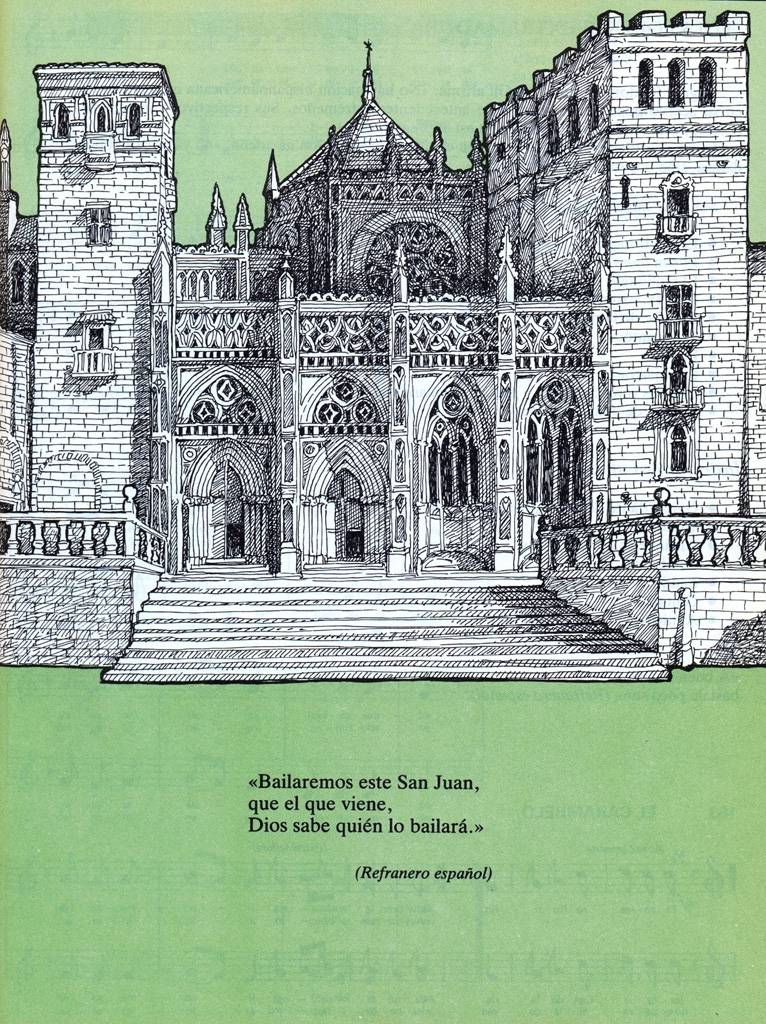 «Bailaremos este San Juan,
que el que viene,
Dios sabe quién lo bailará.»
(Refranero español)